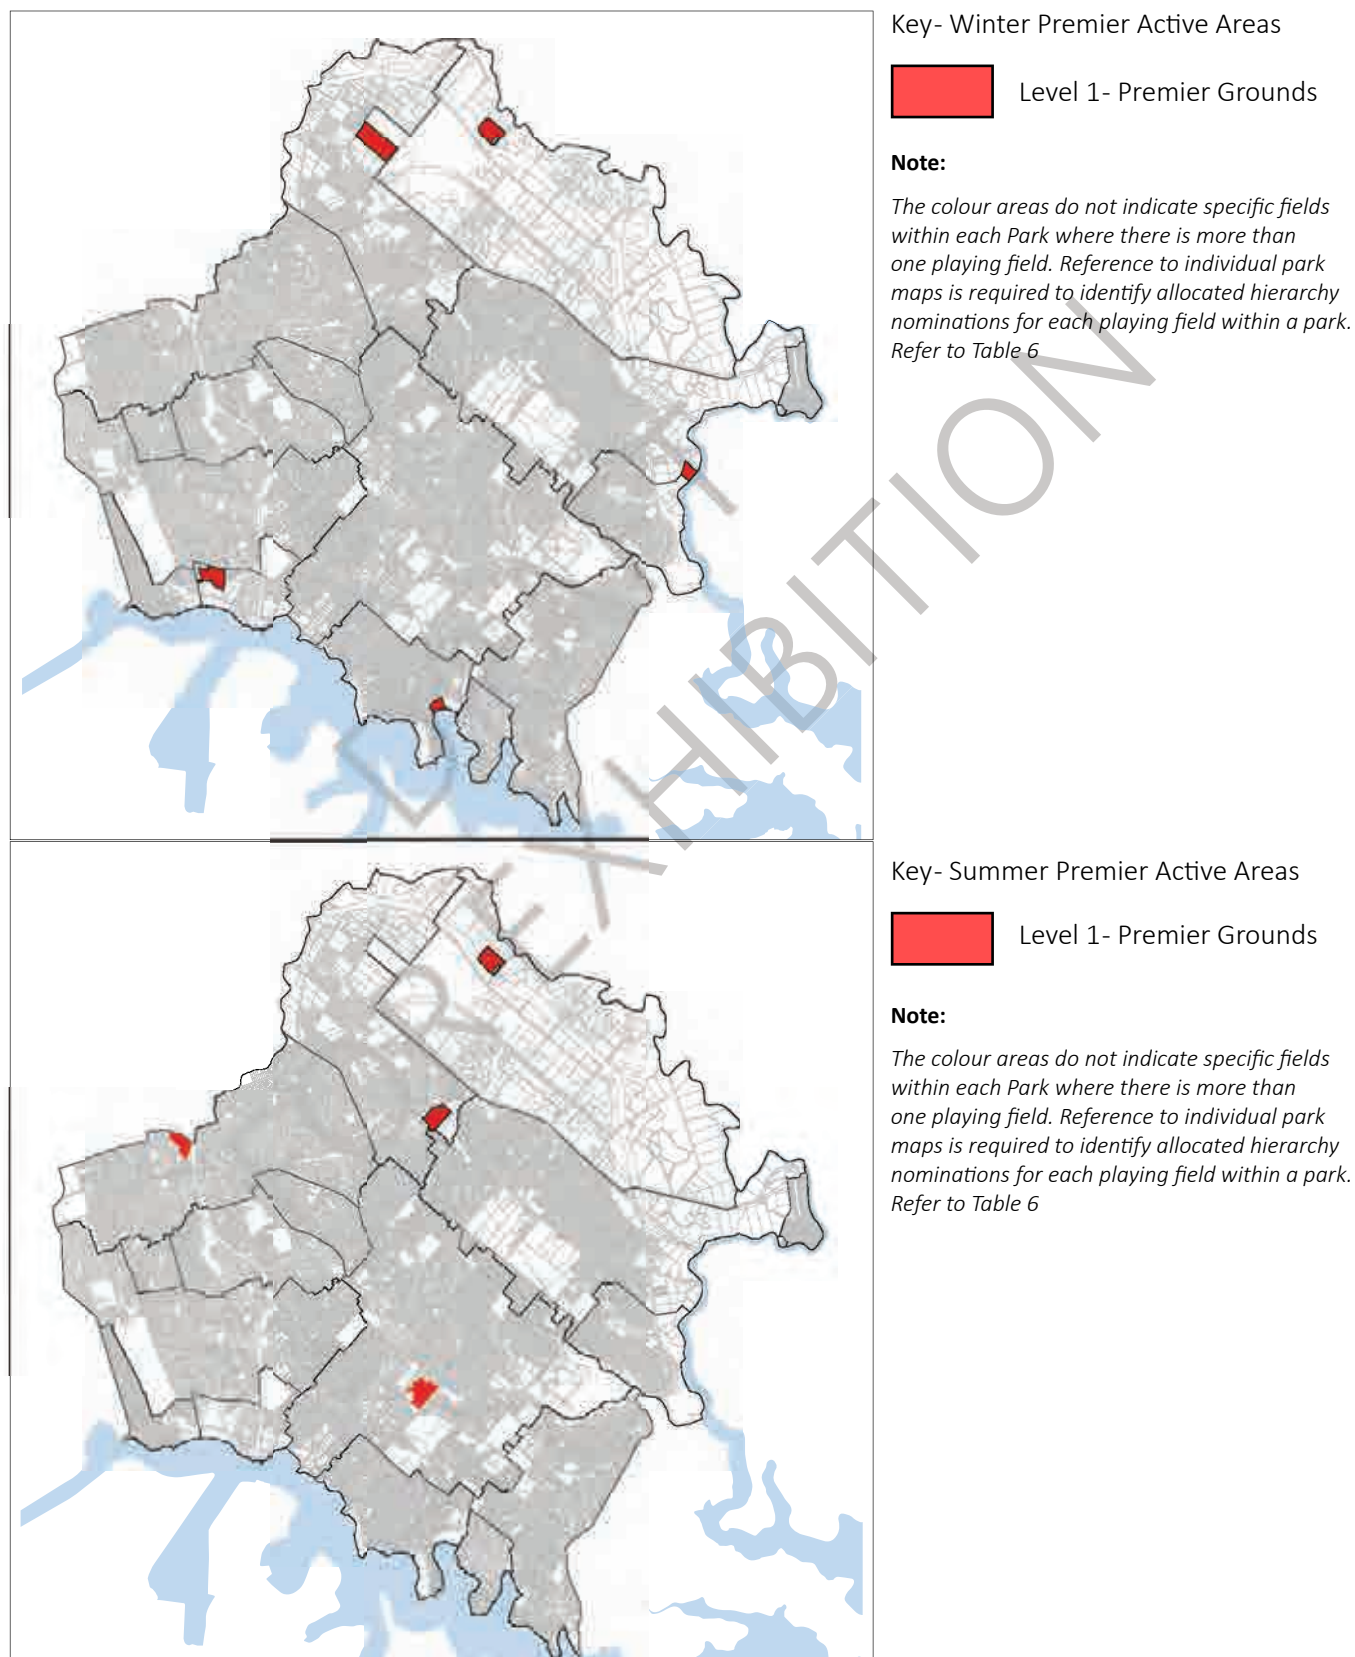 Key- Winter Premier Active Areas
Level 1- Premier Grounds
Note:
The colour areas do not indicate specific fields
within each Park where there is more than
one playing field. Reference to individual park
maps is required to identify allocated hierarchy
nominations for each playing field within a park.
Refer to Table 6
EXHIBITION
Key- Summer Premier Active Areas
Level 1- Premier Grounds
Note:
The colour areas do not indicate specific fields
within each Park where there is more than
one playing field. Reference to individual park
maps is required to identify allocated hierarchy
nominations for each playing field within a park.
Refer to Table 6